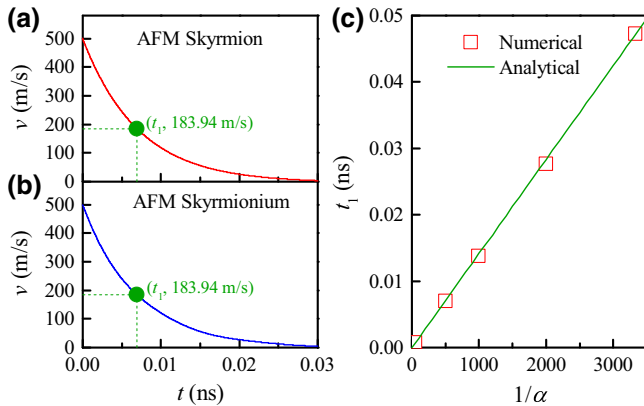 (a)
AFM Skyrmion
500
400
300
200
100
0
v (m/s)
(t₁, 183.94 m/s)
(b)
AFM Skyrmionium
500
400
300
200
100
0
v (m/s)
(t₁, 183.94 m/s)
0.00 0.01 0.02 0.03
t (ns)
(c)
Numerical
Analytical
0.05
0.04
0.03
0.02
0.01
0.00
t₁ (ns)
0 1000 2000 3000
1/α